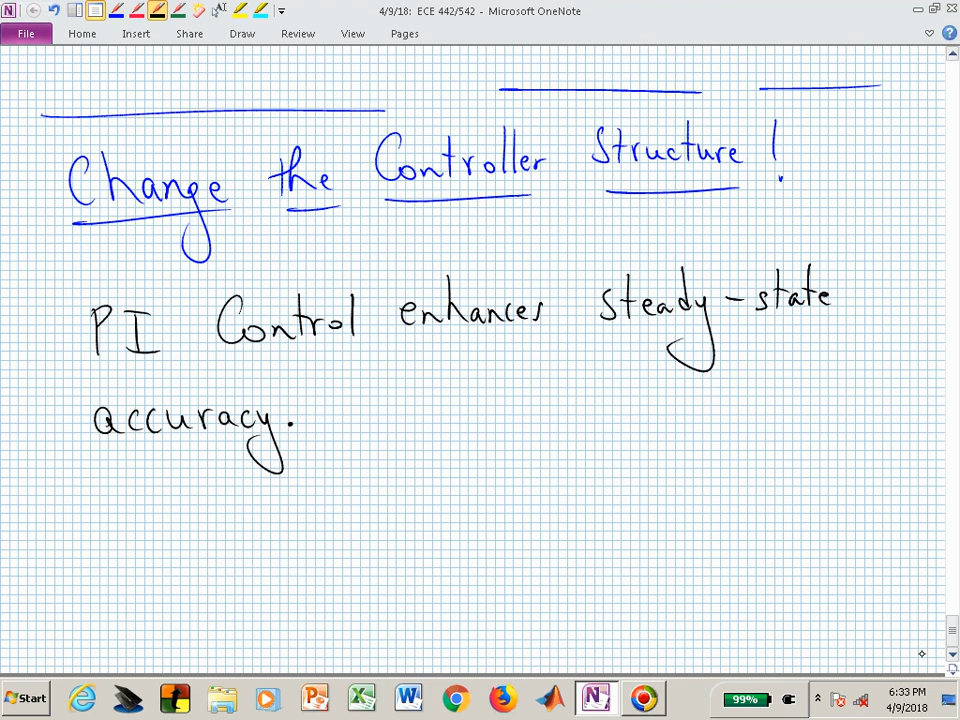 4/9/18: ECE 442/542 - Microsoft OneNote
File Home Insert Share Draw Review View Pages
Change the Controller Structure!
PI Control enhances steady-state
accuracy.
Start
99%
6:33 PM
4/9/2018